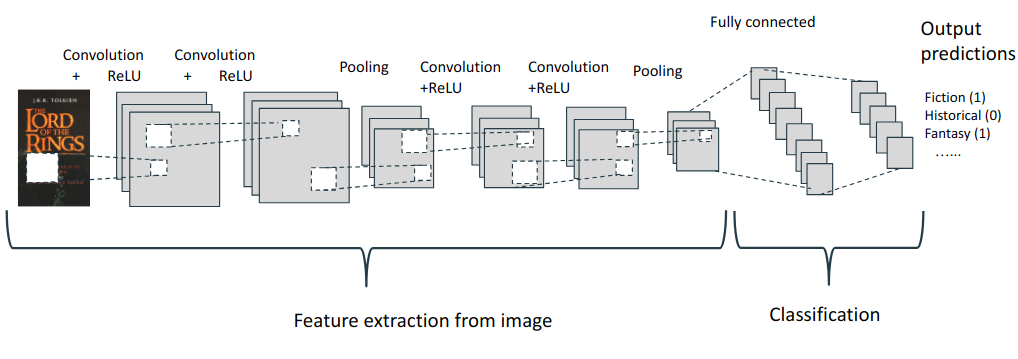 Fully connected
Output
predictions
Convolution
+ ReLU
Convolution
+ ReLU
Pooling
Convolution
+ReLU
Convolution
+ReLU
Pooling
J.R.R. TOLKIEN
THE
LORD
OF THE
RINGS
Fiction (1)
Historical (0)
Fantasy (1)
…...
Feature extraction from image
Classification